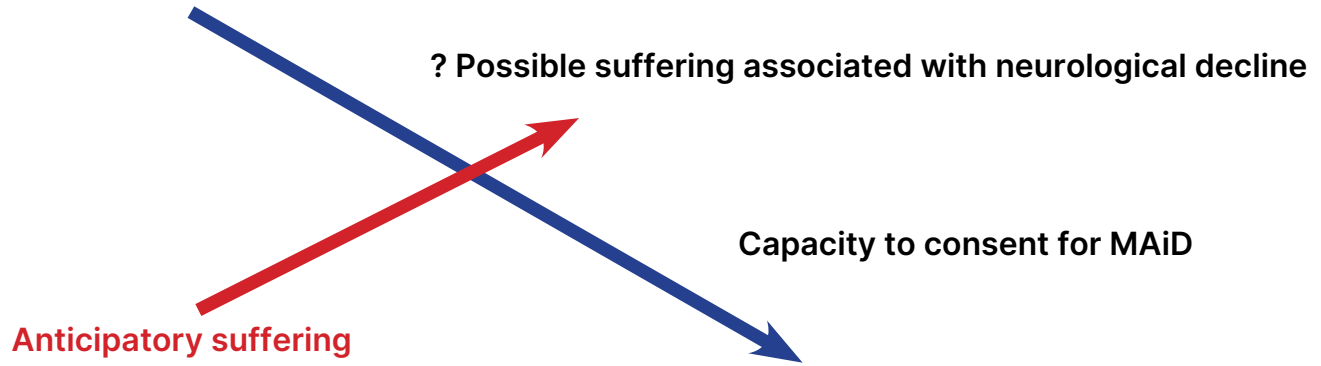 ? Possible suffering associated with neurological decline
Capacity to consent for MAiD
Anticipatory suffering